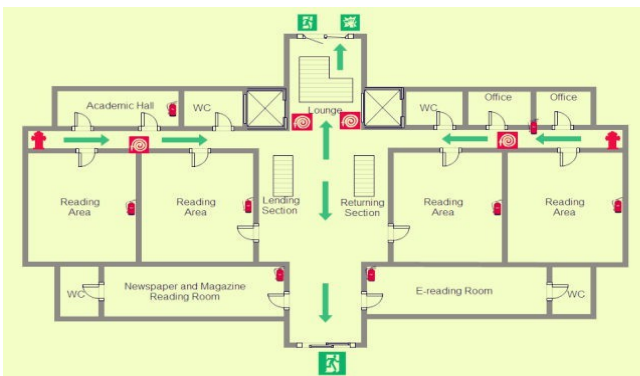 Academic Hall
WC
Lounge
WC
Office
Office
Reading
Area
Reading
Area
Lending
Section
Returning
Section
Reading
Area
Reading
Area
WC
Newspaper and Magazine
Reading Room
E-reading Room
WC